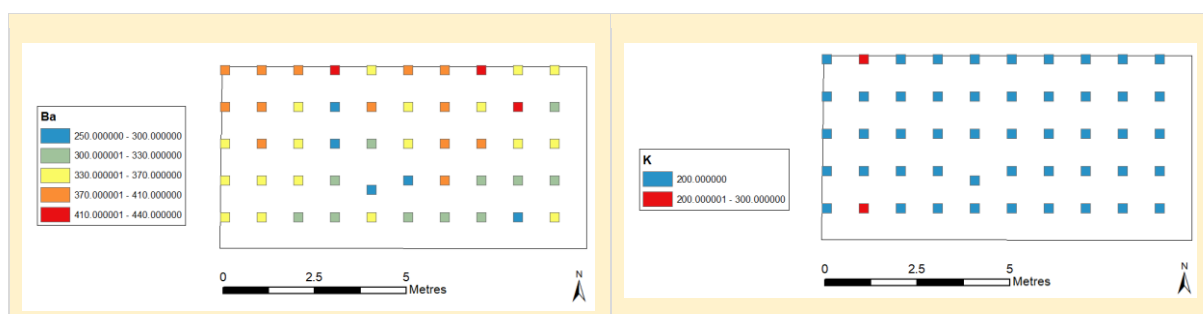 Ba
250.000000 - 300.000000
300.000001 - 330.000000
330.000001 - 370.000000
370.000001 - 410.000000
410.000001 - 440.000000
0 2.5 5
Metres
N
K
200.000000
200.000001 - 300.000000
0 2.5 5
Metres
N